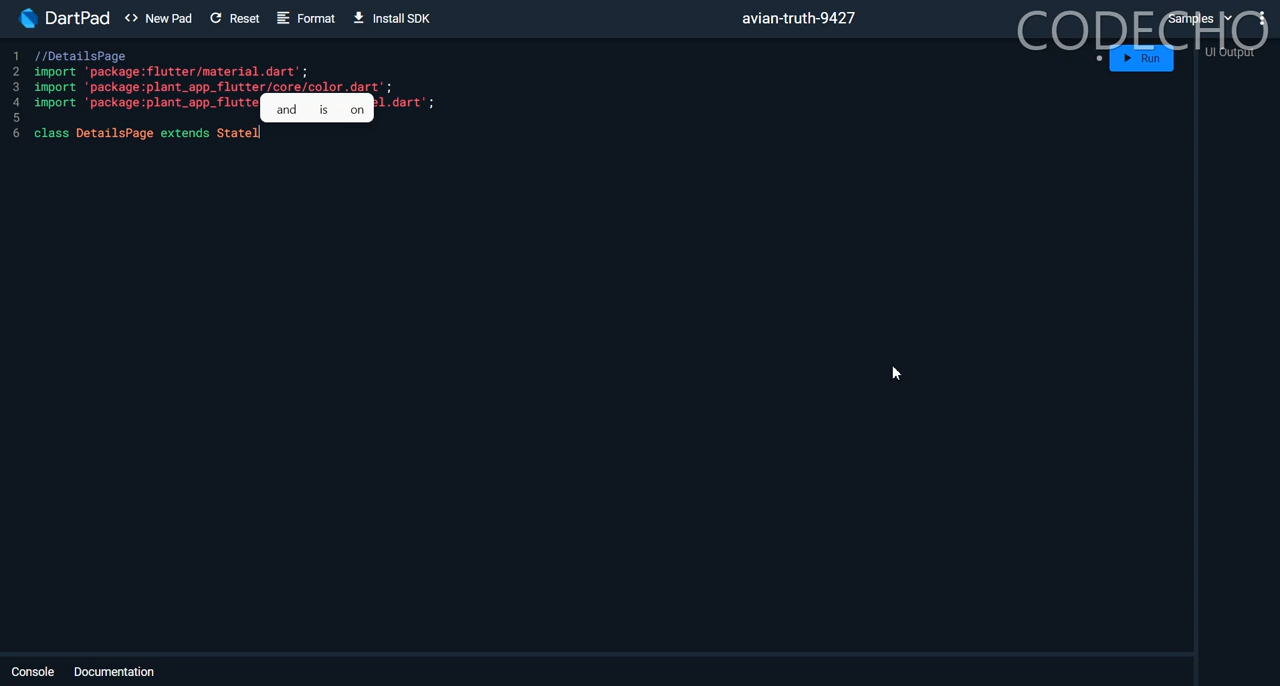 DartPad <> New Pad Reset Format Install SDK avian-truth-9427 Samples
CODECHO
Run UI Output
1 //DetailsPage
2 import 'package:flutter/material.dart';
3 import 'package:plant_app_flutter/core/color.dart';
4 import 'package:plant_app_flutte el.dart';
and is on
5
6 class DetailsPage extends Statel
Console Documentation